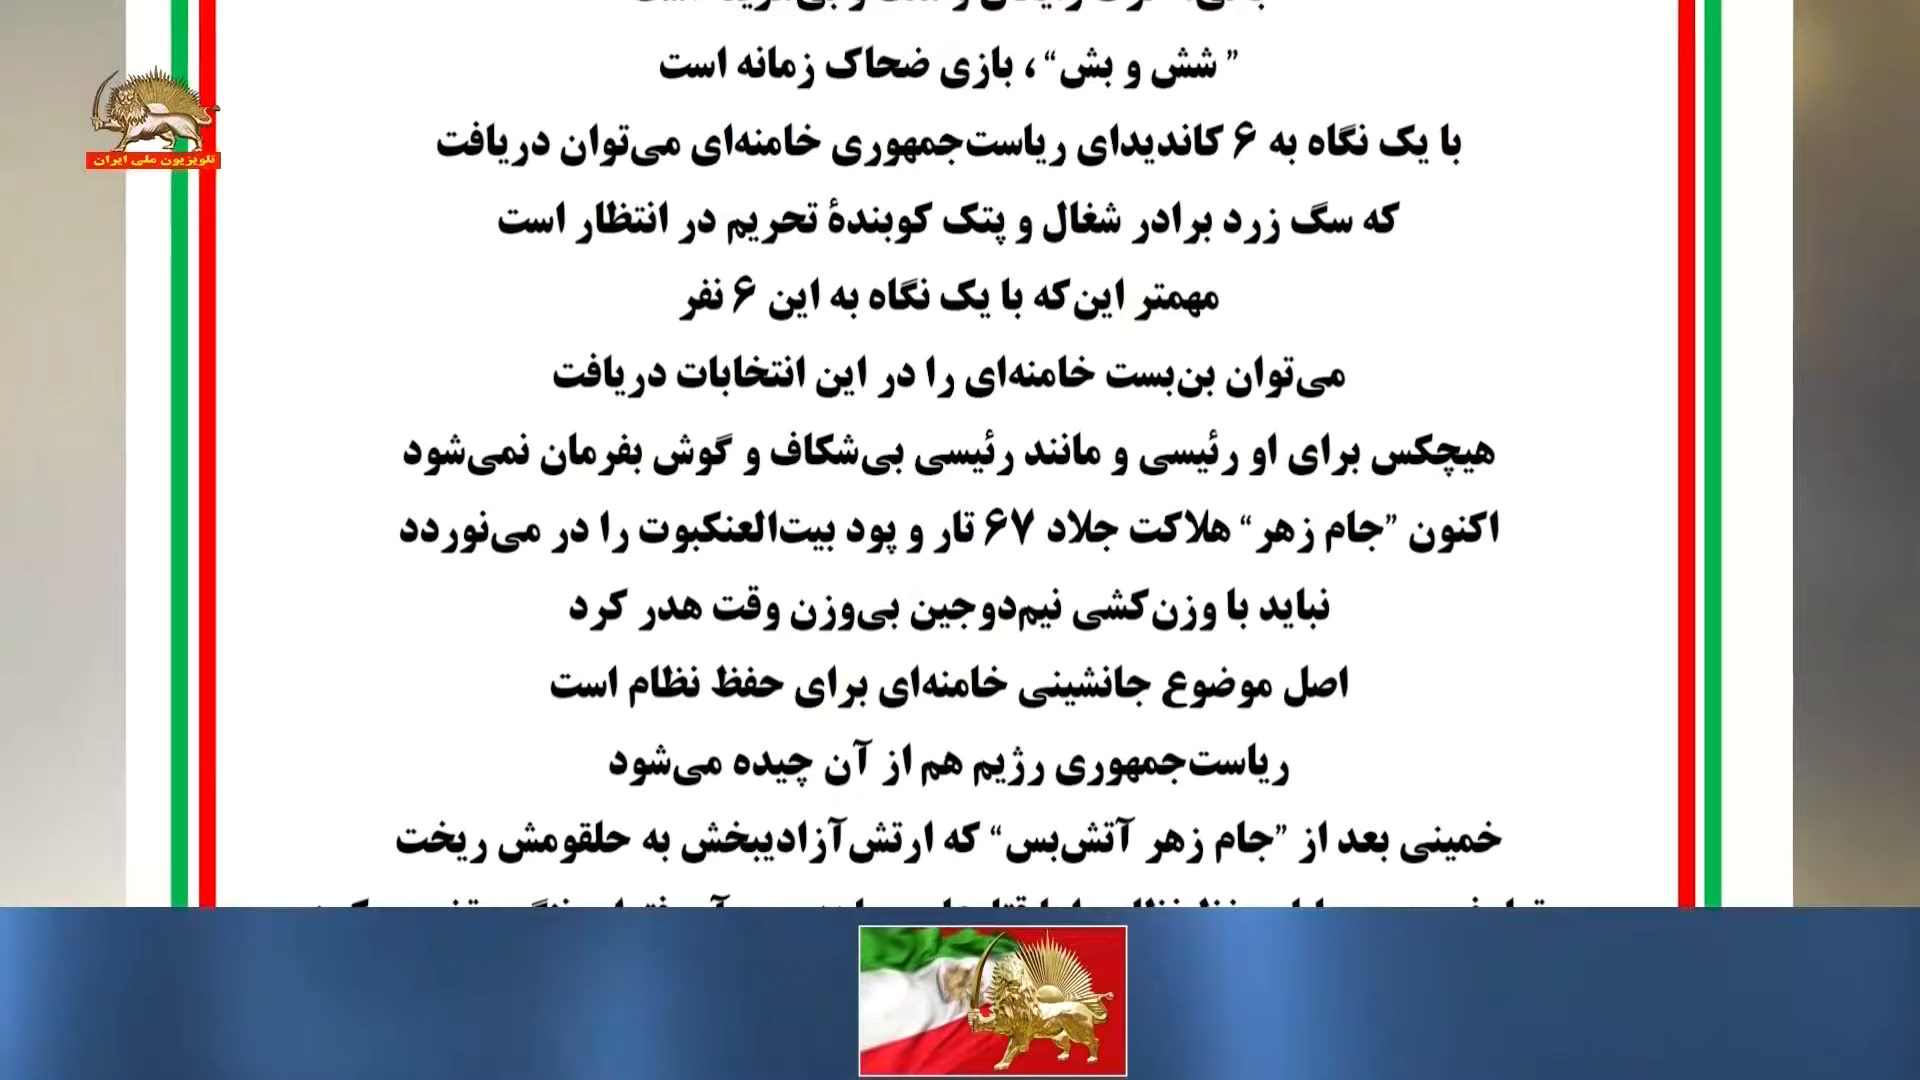 ” شش و بش“ ، بازی ضحاک زمانه است
با یک نگاه به ۶ کاندیدای ریاست‌جمهوری خامنه‌ای می‌توان دریافت
که سگ زرد برادر شغال و پتک کوبندهٔ تحریم در انتظار است
مهمتر این‌که با یک نگاه به این ۶ نفر
می‌توان بن‌بست خامنه‌ای را در این انتخابات دریافت
هیچکس برای او رئیسی و مانند رئیسی بی‌شکاف و گوش بفرمان نمی‌شود
اکنون ”جام زهر“ هلاکت جلاد ۶۷ تار و پود بیت‌العنکبوت را در می‌نوردد
نباید با وزن‌کشی نیم‌دوجین بی‌وزن وقت هدر کرد
اصل موضوع جانشینی خامنه‌ای برای حفظ نظام است
ریاست‌جمهوری رژیم هم از آن چیده می‌شود
خمینی بعد از ”جام زهر آتش‌بس“ که ارتش‌آزادیبخش به حلقومش ریخت
تلویزیون ملی ایران